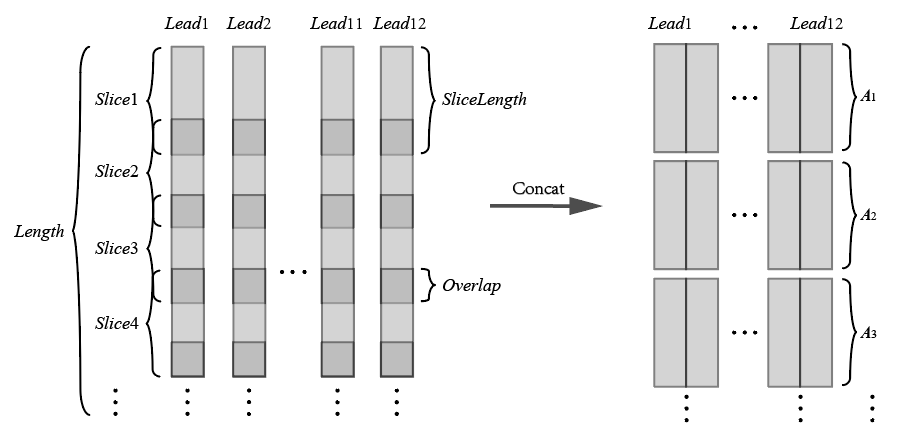 Lead1 Lead2 Lead11 Lead12
Lead1 ... Lead12
Slice1
SliceLength
A1
Slice2
Concat
Length
A2
Slice3
...
Overlap
Slice4
A3